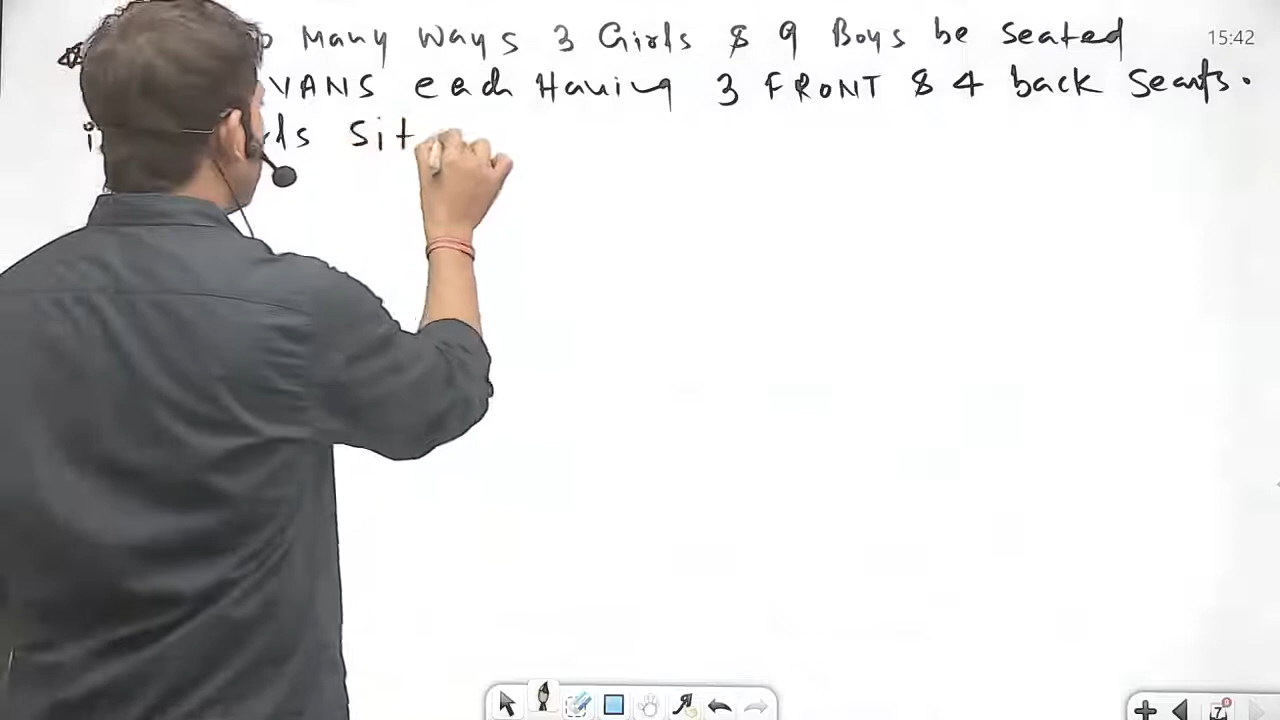 Many Ways 3 Girls & 9 Boys be seated
15:42
VANS each Having 3 FRONT & 4 back Seats.
Sit